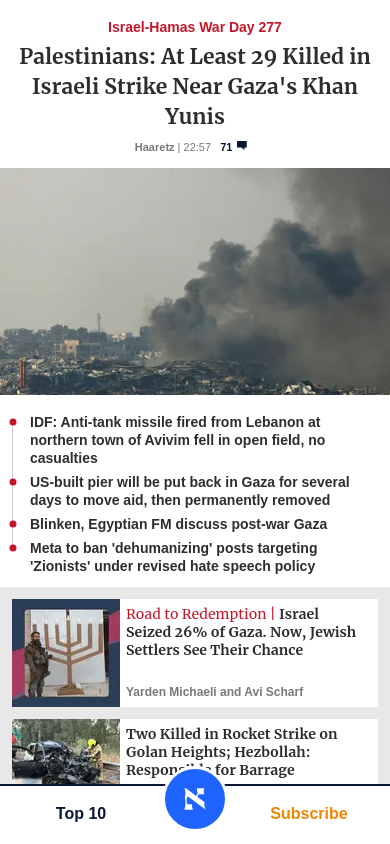 Israel-Hamas War Day 277
Palestinians: At Least 29 Killed in
Israeli Strike Near Gaza's Khan
Yunis
Haaretz | 22:57 71
IDF: Anti-tank missile fired from Lebanon at
northern town of Avivim fell in open field, no
casualties
US-built pier will be put back in Gaza for several
days to move aid, then permanently removed
Blinken, Egyptian FM discuss post-war Gaza
Meta to ban 'dehumanizing' posts targeting
'Zionists' under revised hate speech policy
Road to Redemption | Israel
Seized 26% of Gaza. Now, Jewish
Settlers See Their Chance
Yarden Michaeli and Avi Scharf
Two Killed in Rocket Strike on
Golan Heights; Hezbollah:
Responsible for Barrage
Top 10
Subscribe